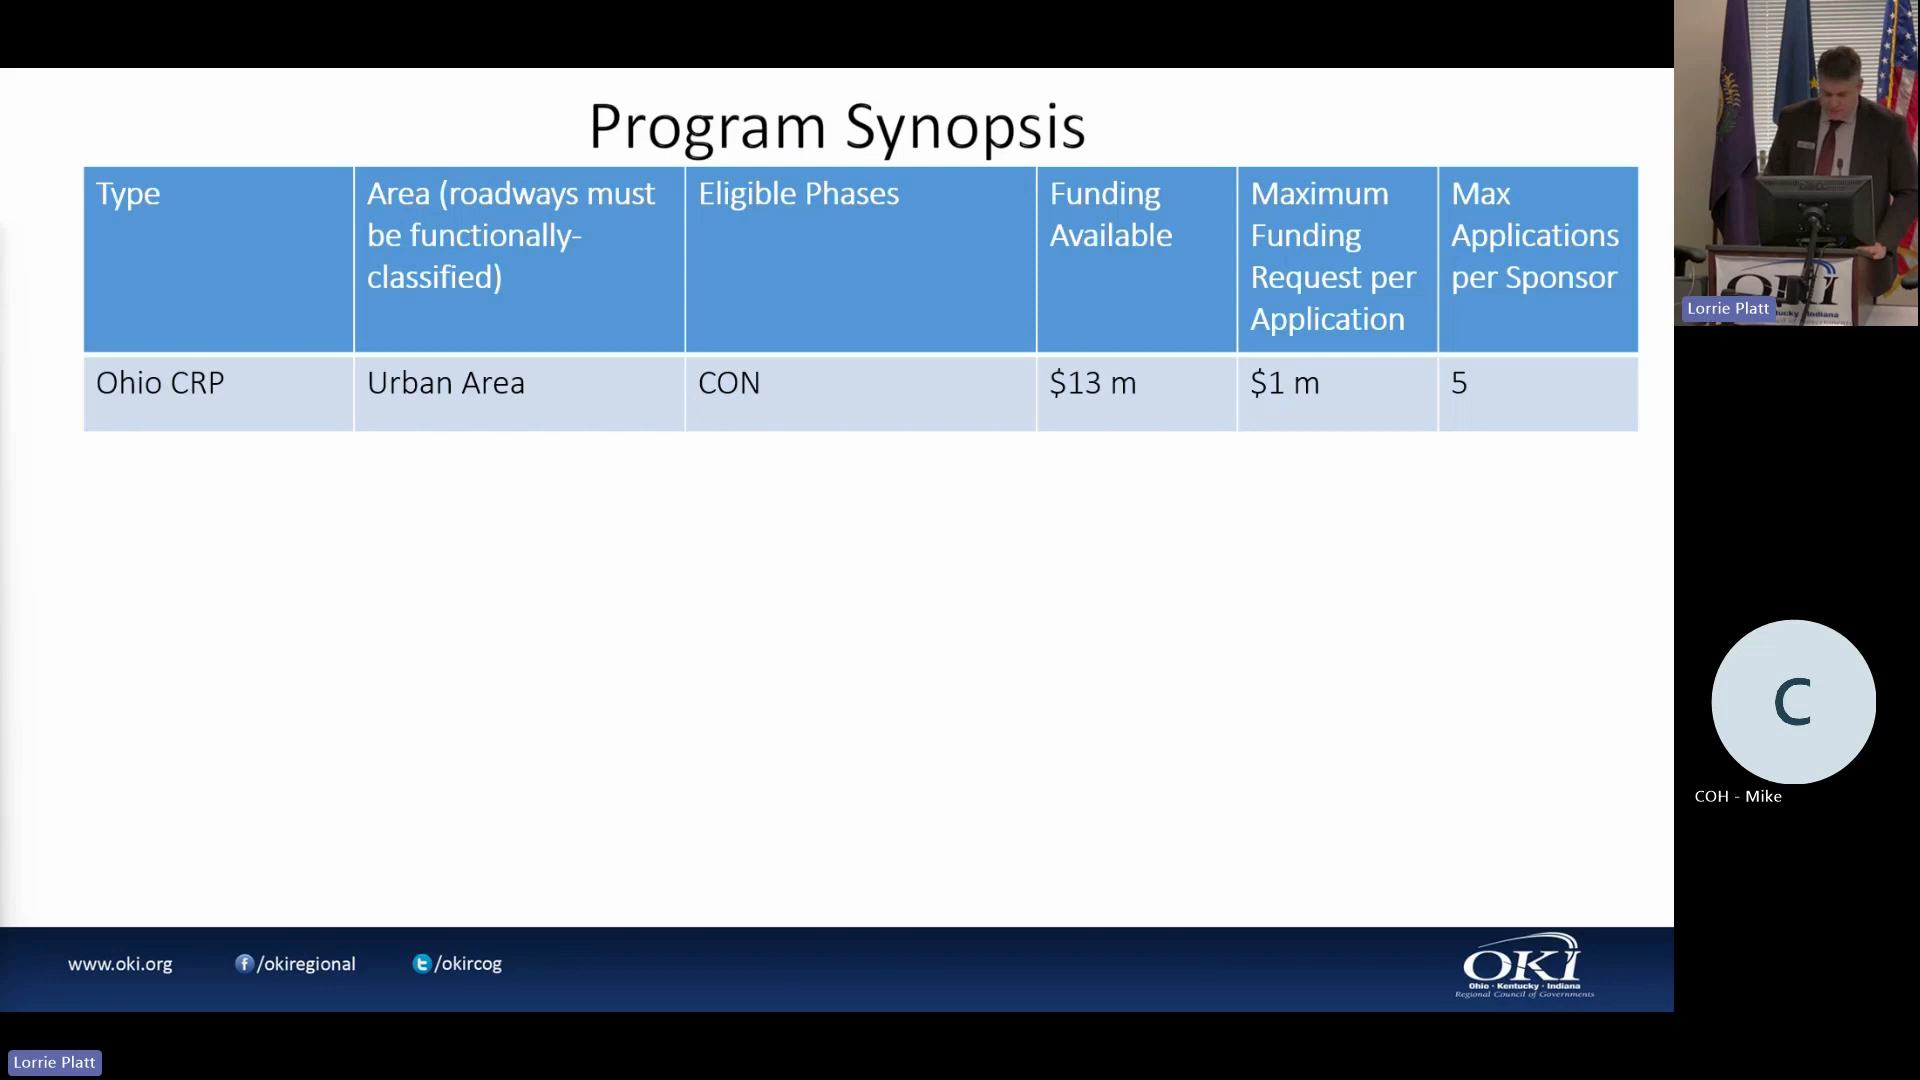 Program Synopsis
Type
Area (roadways must
be functionally-
classified)
Eligible Phases
Funding
Available
Maximum
Funding
Request per
Application
Max
Applications
per Sponsor
Ohio CRP
Urban Area
CON
$13 m
$1 m
5
www.oki.org
/okiregional
/okircog
OKI
Ohio · Kentucky · Indiana
Regional Council of Governments
OKI
Lorrie Platt
C
COH - Mike
Lorrie Platt